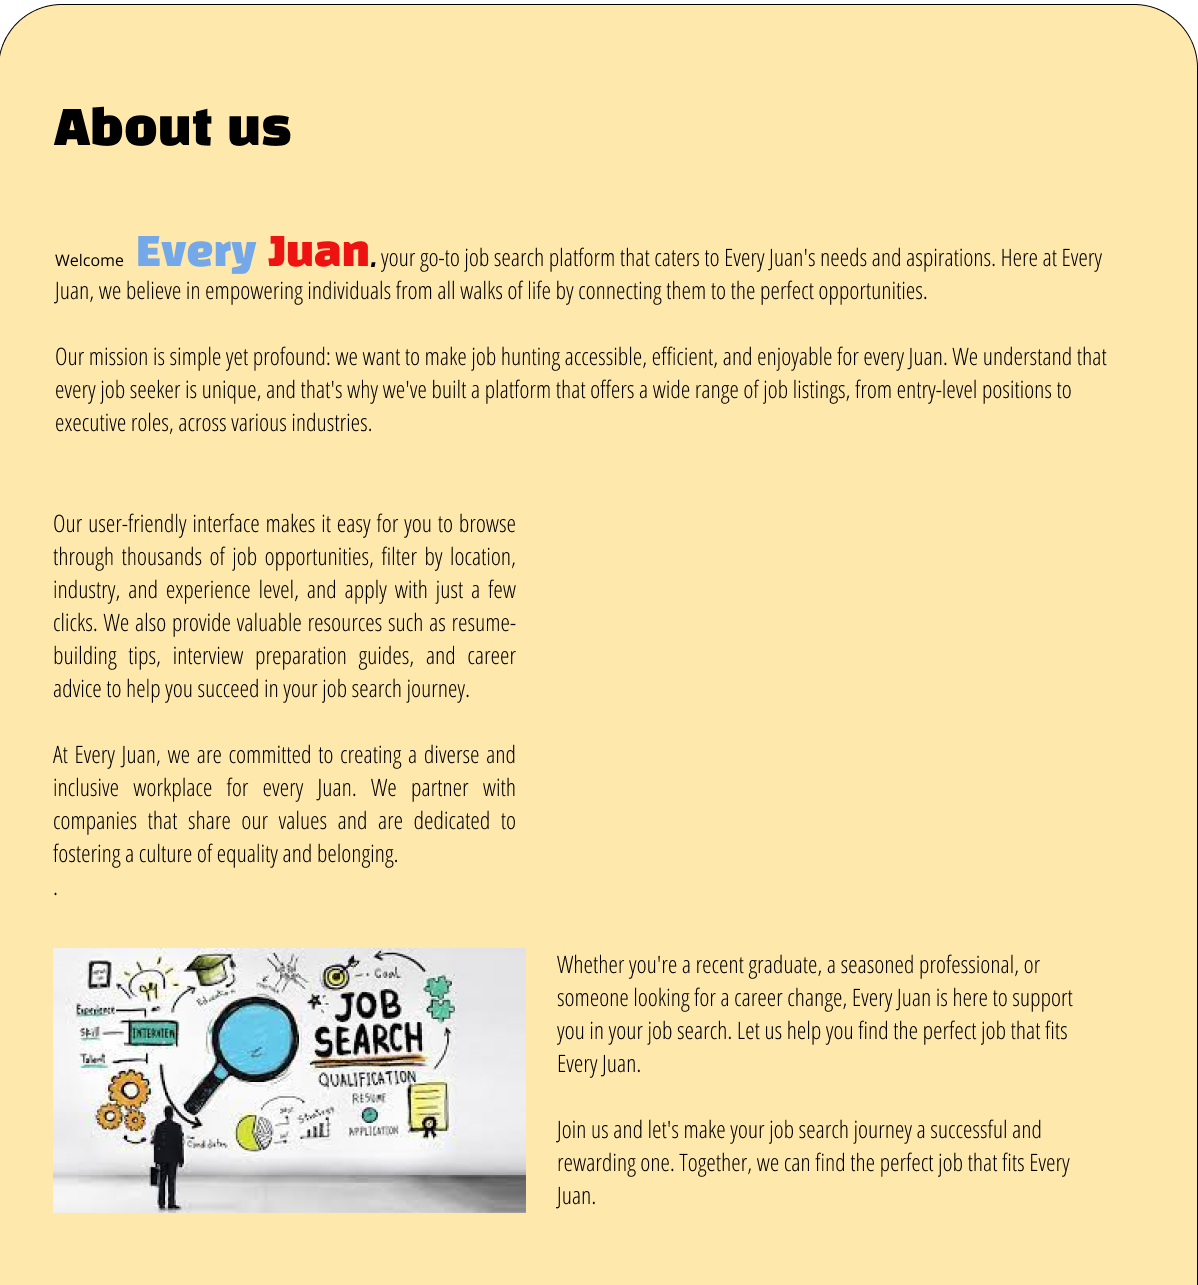 About us
Welcome Every Juan, your go-to job search platform that caters to Every Juan's needs and aspirations. Here at Every
Juan, we believe in empowering individuals from all walks of life by connecting them to the perfect opportunities.
Our mission is simple yet profound: we want to make job hunting accessible, efficient, and enjoyable for every Juan. We understand that
every job seeker is unique, and that's why we've built a platform that offers a wide range of job listings, from entry-level positions to
executive roles, across various industries.
Our user-friendly interface makes it easy for you to browse
through thousands of job opportunities, filter by location,
industry, and experience level, and apply with just a few
clicks. We also provide valuable resources such as resume-
building tips, interview preparation guides, and career
advice to help you succeed in your job search journey.
At Every Juan, we are committed to creating a diverse and
inclusive workplace for every Juan. We partner with
companies that share our values and are dedicated to
fostering a culture of equality and belonging.
.
Goal
Education
JOB
SEARCH
Experience
Skill
INTERVIEW
Talent
QUALIFICATION
RESUME
Strategy
APPLICATION
Candidates
Whether you're a recent graduate, a seasoned professional, or
someone looking for a career change, Every Juan is here to support
you in your job search. Let us help you find the perfect job that fits
Every Juan.
Join us and let's make your job search journey a successful and
rewarding one. Together, we can find the perfect job that fits Every
Juan.